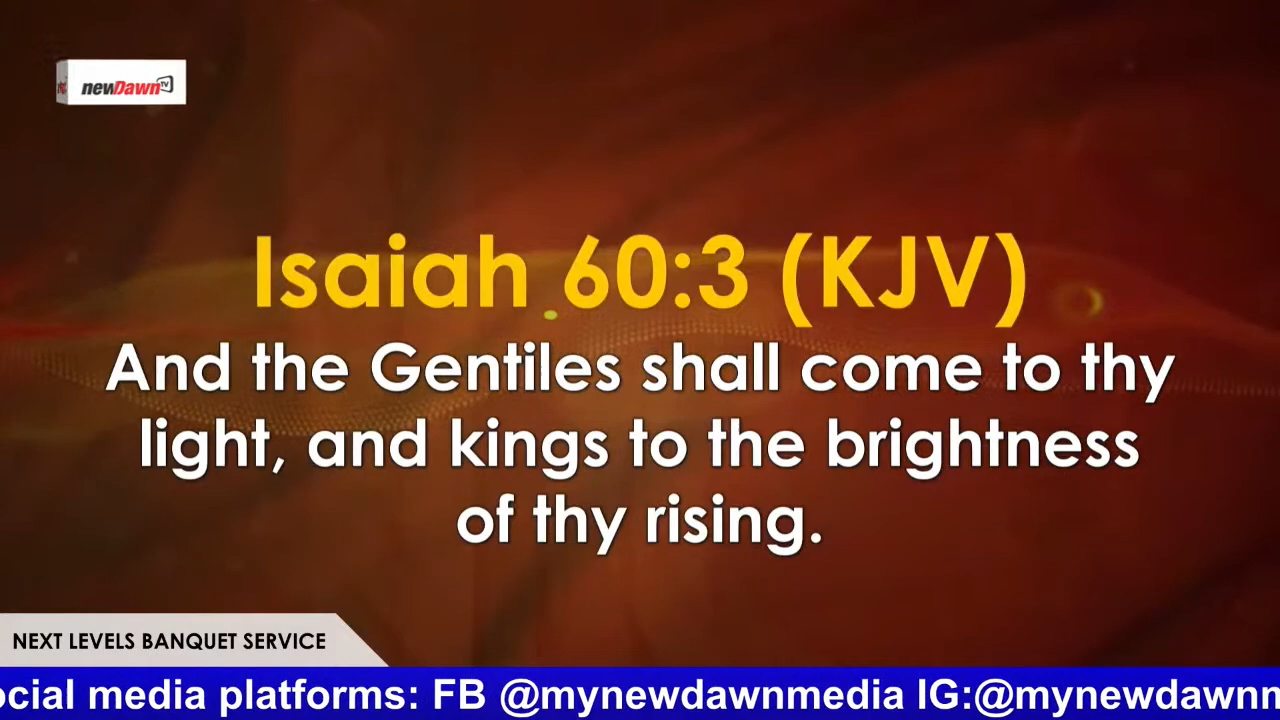 newDawn TV
Isaiah 60:3 (KJV)
And the Gentiles shall come to thy
light, and kings to the brightness
of thy rising.
NEXT LEVELS BANQUET SERVICE
ocial media platforms: FB @mynewdawnmedia IG:@mynewdawnm